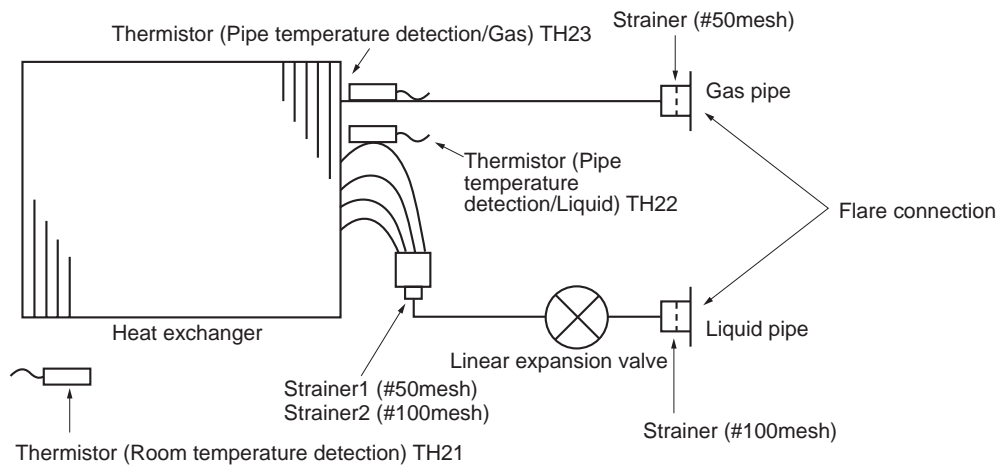 Strainer (#50mesh)
Thermistor (Pipe temperature detection/Gas) TH23
Gas pipe
Thermistor (Pipe
temperature
detection/Liquid) TH22
Flare connection
Heat exchanger
Liquid pipe
Linear expansion valve
Strainer1 (#50mesh)
Strainer2 (#100mesh)
Strainer (#100mesh)
Thermistor (Room temperature detection) TH21